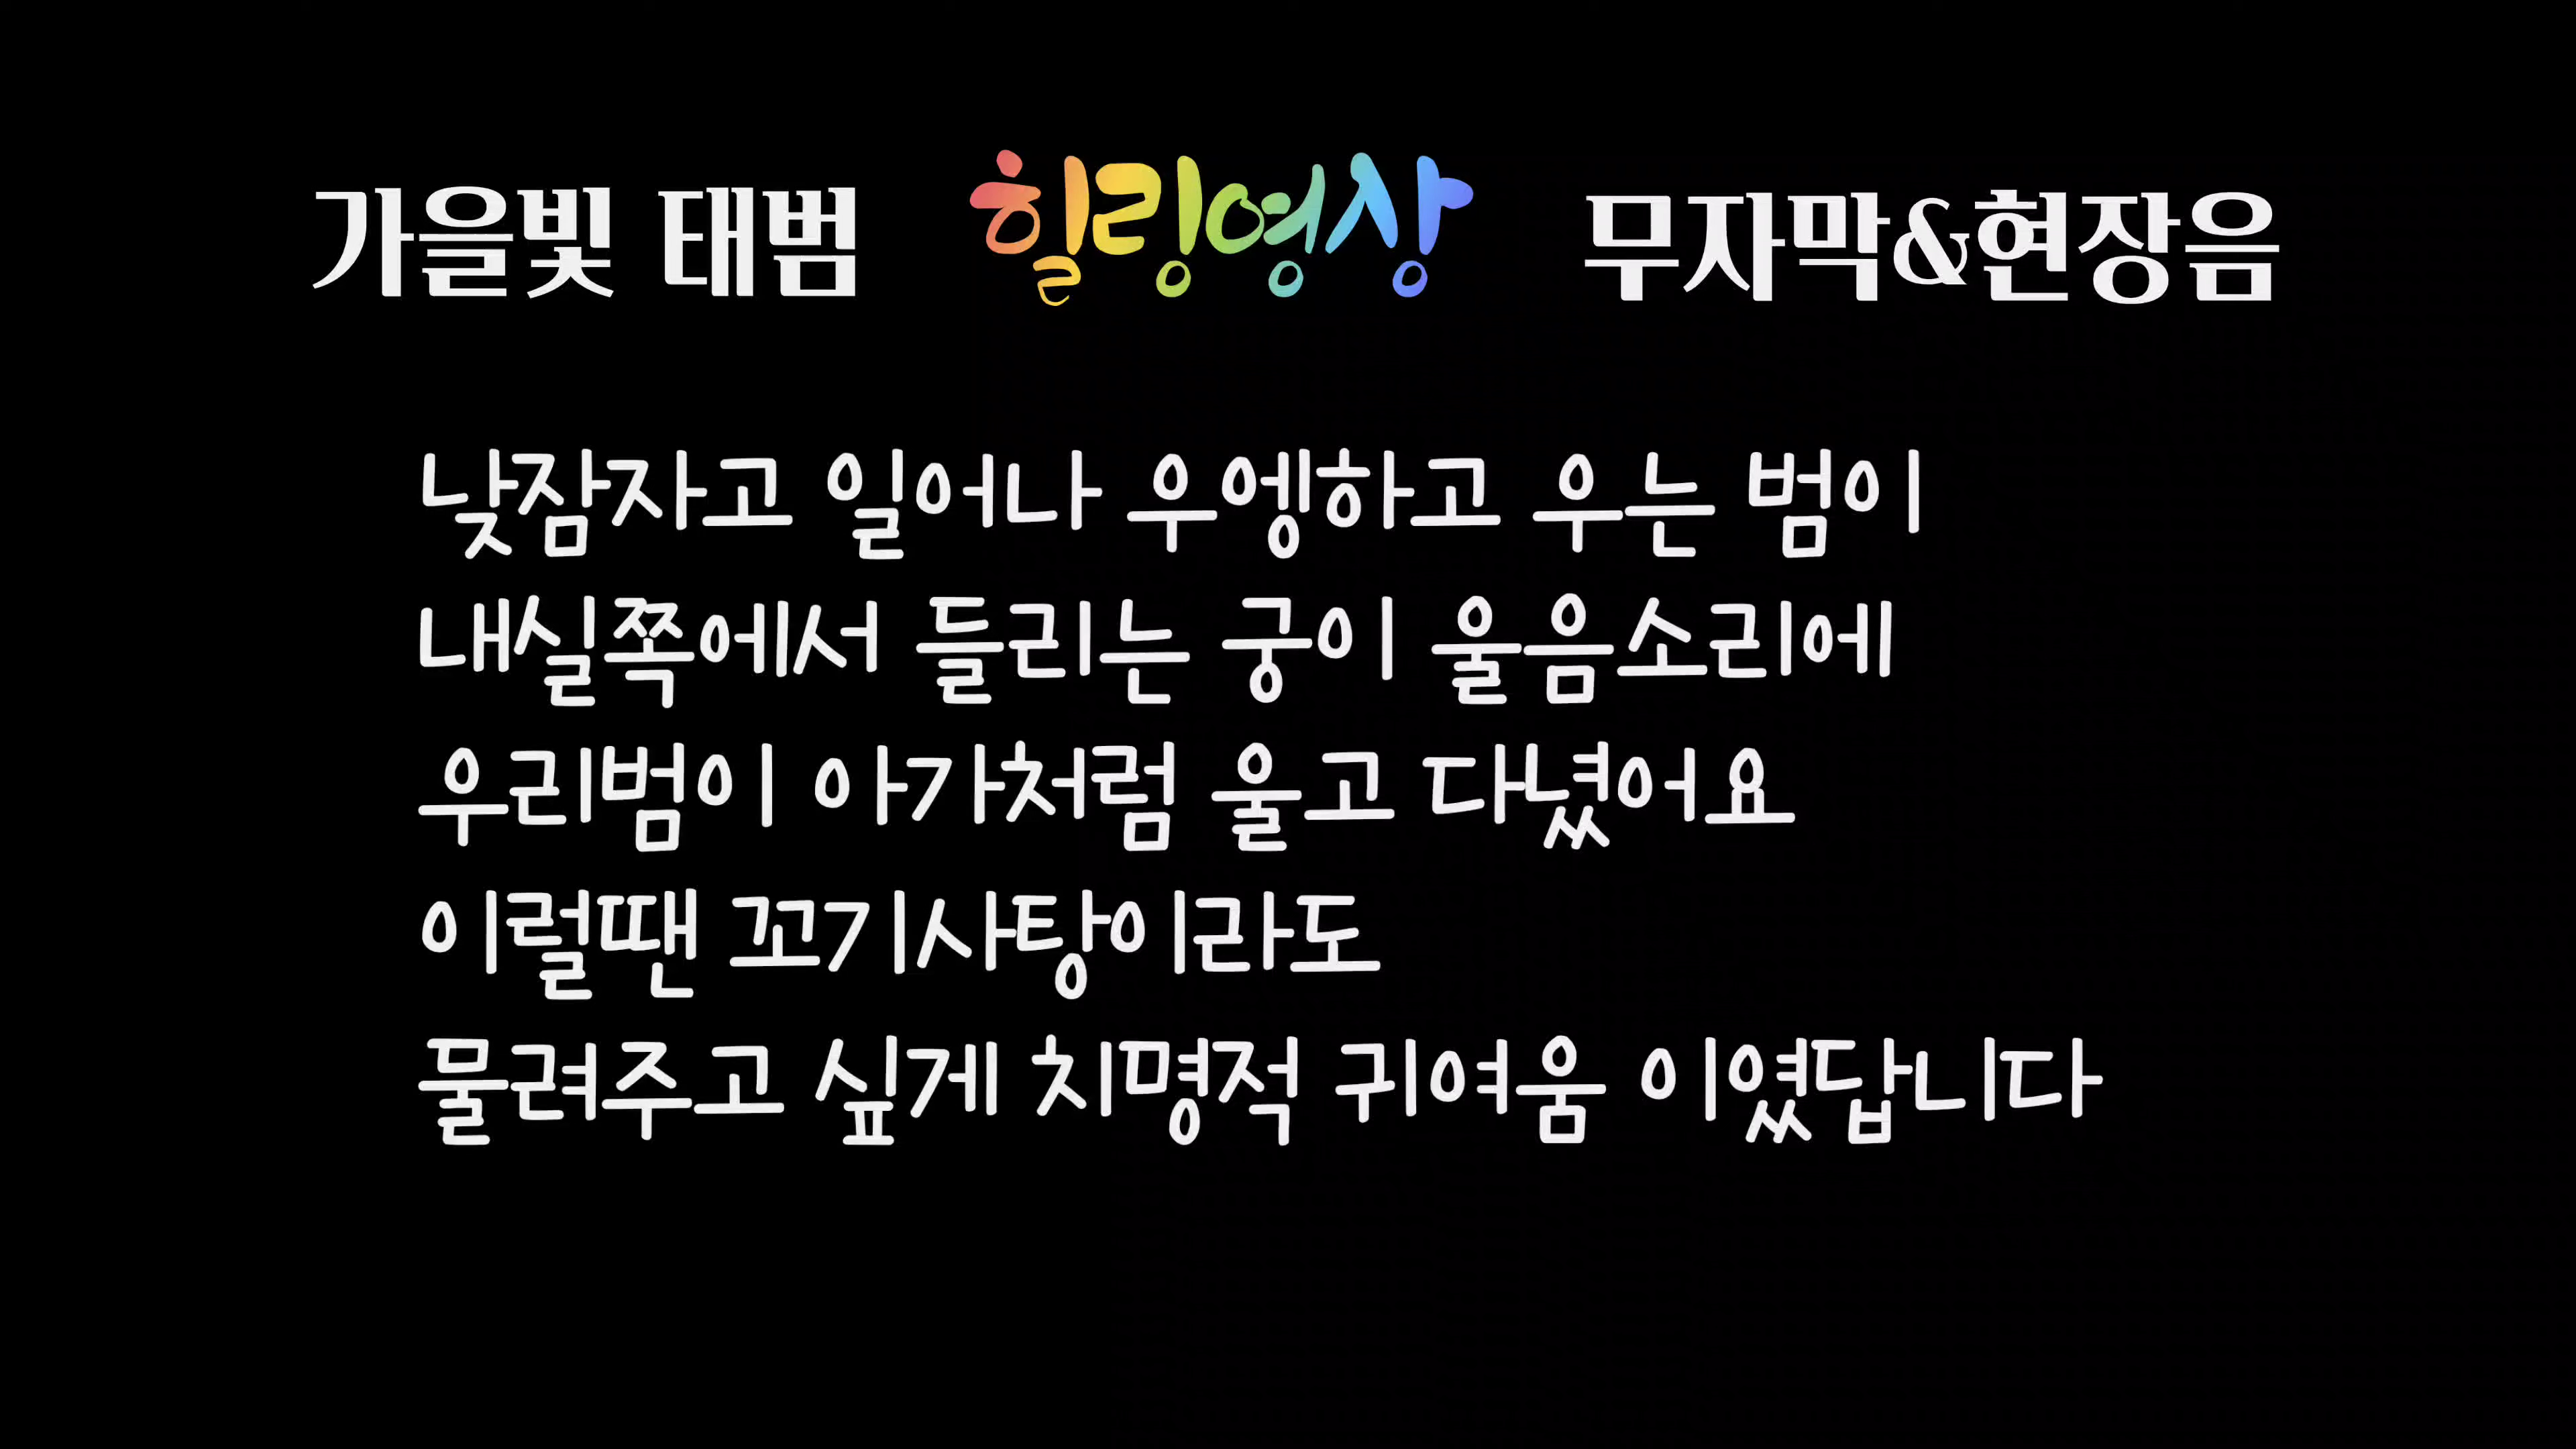 가을빛 태범 힐링영상 무자막&현장음
낮잠자고 일어나 우엥하고 우는 범이
내실쪽에서 들리는 궁이 울음소리에
우리범이 아가처럼 울고 다녔어요
이럴땐 꼬기사탕이라도
물려주고 싶게 치명적 귀여움 이였답니다